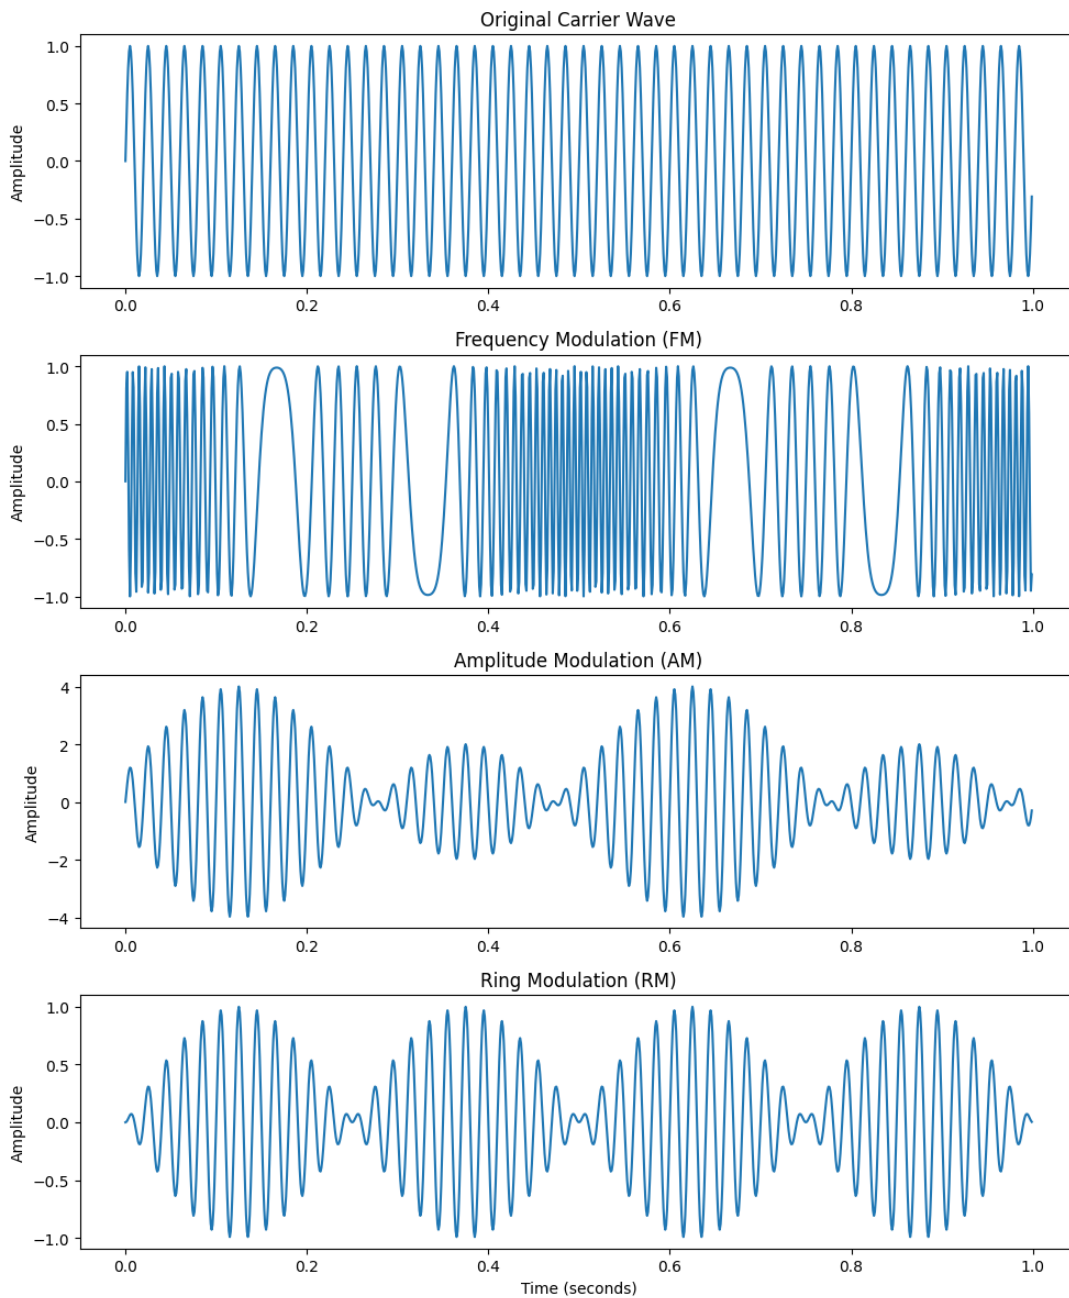 Original Carrier Wave
1.0
0.5
0.0
−0.5
−1.0
Amplitude
0.0 0.2 0.4 0.6 0.8 1.0
Frequency Modulation (FM)
1.0
0.5
0.0
−0.5
−1.0
Amplitude
0.0 0.2 0.4 0.6 0.8 1.0
Amplitude Modulation (AM)
4
2
0
−2
−4
Amplitude
0.0 0.2 0.4 0.6 0.8 1.0
Ring Modulation (RM)
1.0
0.5
0.0
−0.5
−1.0
Amplitude
0.0 0.2 0.4 0.6 0.8 1.0
Time (seconds)